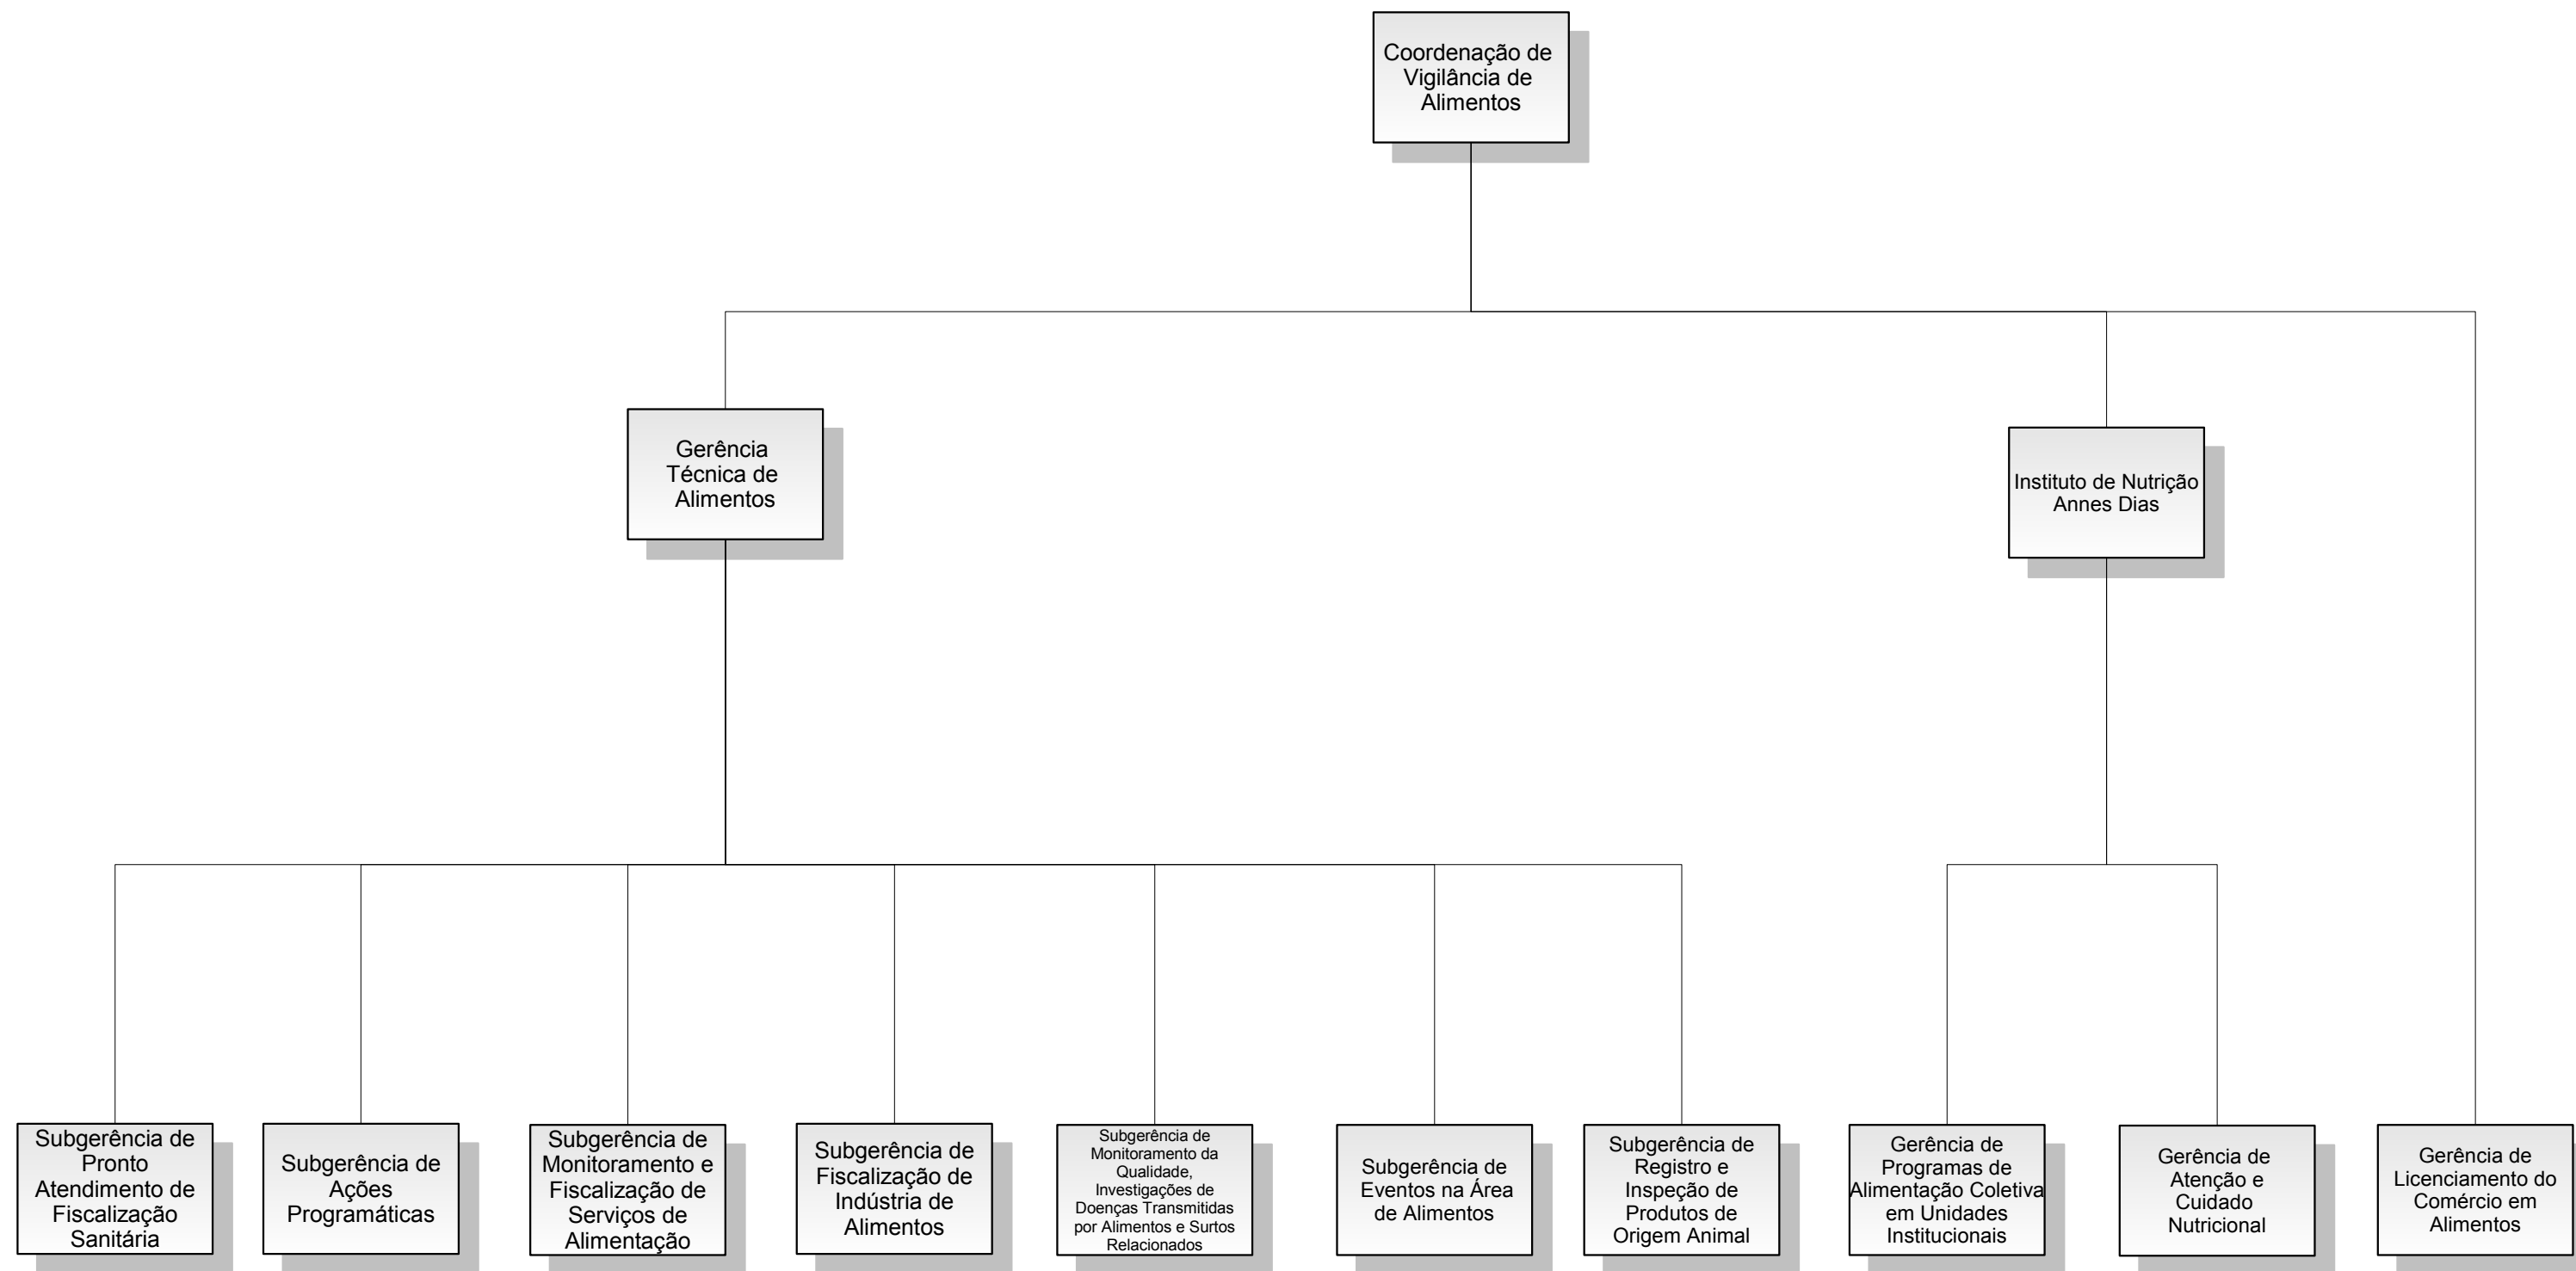 Coordenação de
Vigilância de
Alimentos
Gerência
Técnica de
Alimentos
Instituto de Nutrição
Annes Dias
Subgerência de
Pronto
Atendimento de
Fiscalização
Sanitária
Subgerência de
Ações
Programáticas
Subgerência de
Monitoramento e
Fiscalização de
Serviços de
Alimentação
Subgerência de
Fiscalização de
Indústria de
Alimentos
Subgerência de
Monitoramento da
Qualidade,
Investigações de
Doenças Transmitidas
por Alimentos e Surtos
Relacionados
Subgerência de
Eventos na Área
de Alimentos
Subgerência de
Registro e
Inspeção de
Produtos de
Origem Animal
Gerência de
Programas de
Alimentação Coletiva
em Unidades
Institucionais
Gerência de
Atenção e
Cuidado
Nutricional
Gerência de
Licenciamento do
Comércio em
Alimentos